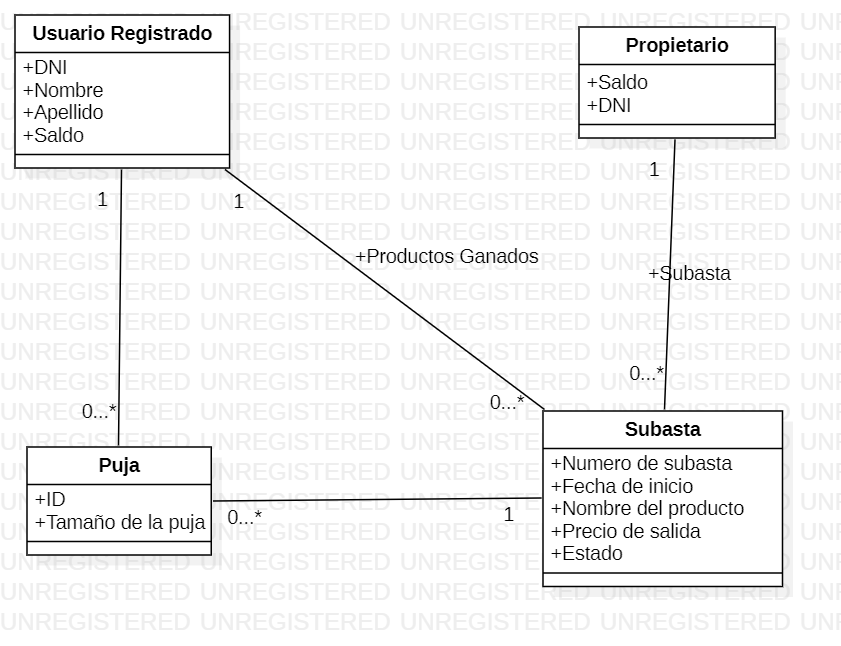 Usuario Registrado
+DNI
+Nombre
+Apellido
+Saldo
Propietario
+Saldo
+DNI
1
1
1
+Productos Ganados
+Subasta
0...*
0...*
0...*
Puja
+ID
+Tamaño de la puja
0...*
1
Subasta
+Numero de subasta
+Fecha de inicio
+Nombre del producto
+Precio de salida
+Estado
UNREGISTERED